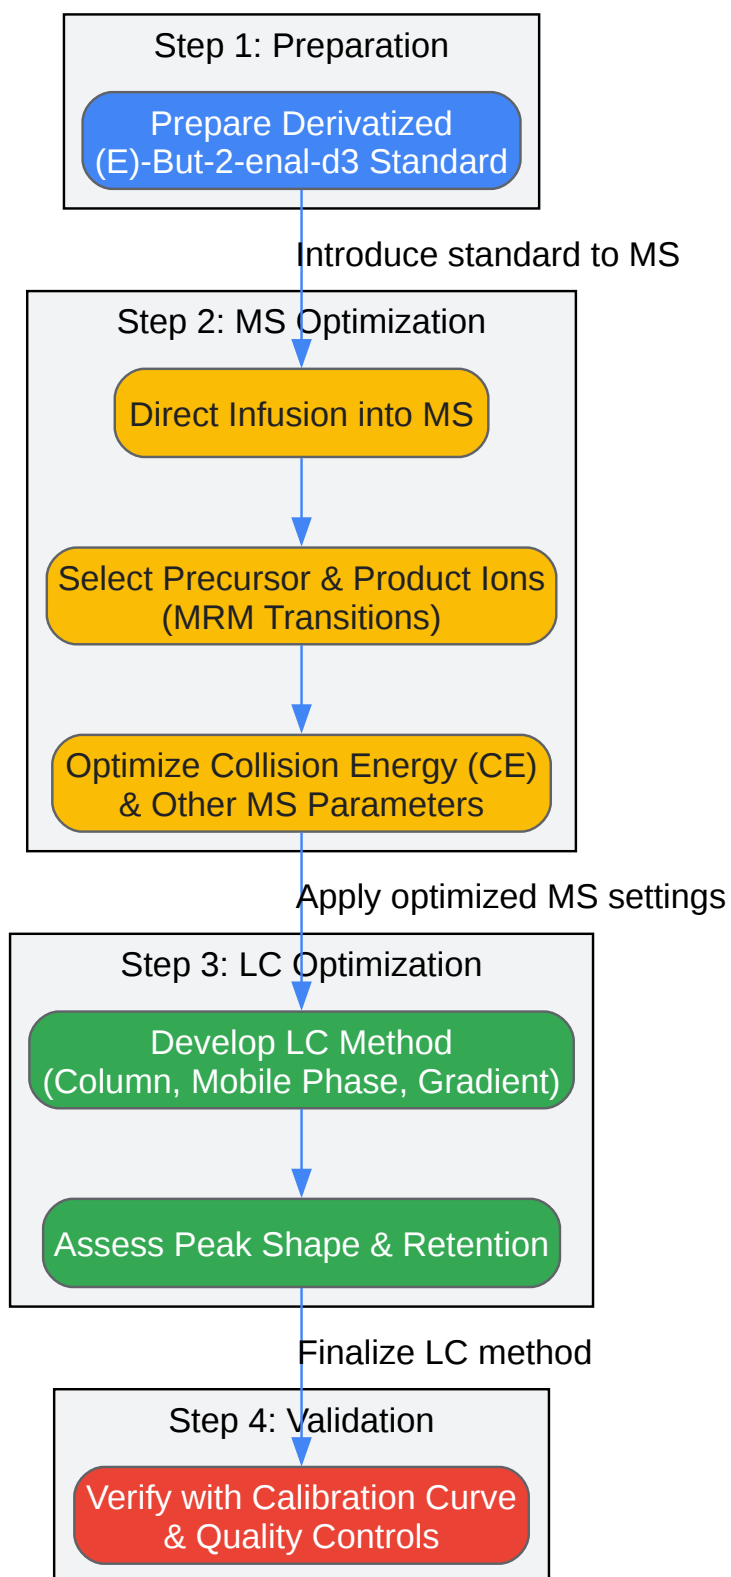 Step 1: Preparation
Prepare Derivatized
(E)-But-2-enal-d3 Standard
Introduce standard to MS
Step 2: MS Optimization
Direct Infusion into MS
Select Precursor & Product Ions
(MRM Transitions)
Optimize Collision Energy (CE)
& Other MS Parameters
Apply optimized MS settings
Step 3: LC Optimization
Develop LC Method
(Column, Mobile Phase, Gradient)
Assess Peak Shape & Retention
Finalize LC method
Step 4: Validation
Verify with Calibration Curve
& Quality Controls